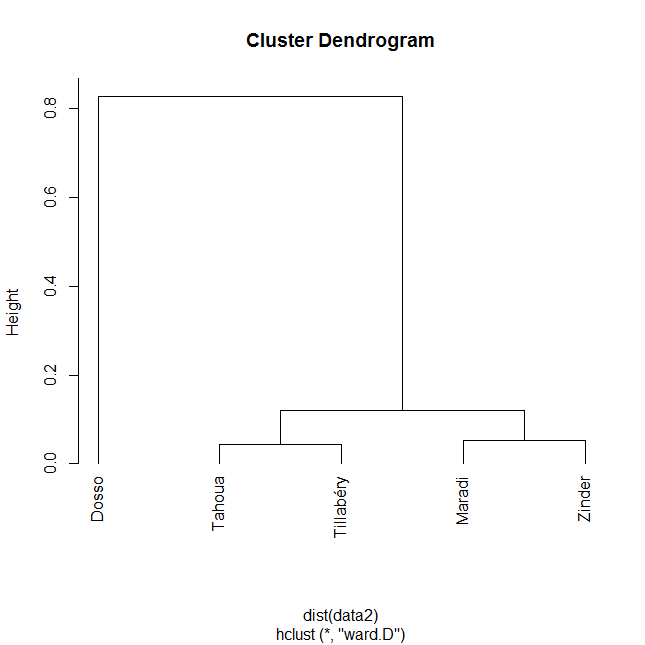 Cluster Dendrogram
Height
0.8
0.6
0.4
0.2
0.0
Dosso
Tahoua
Tillabéry
Maradi
Zinder
dist(data2)
hclust (*, "ward.D")